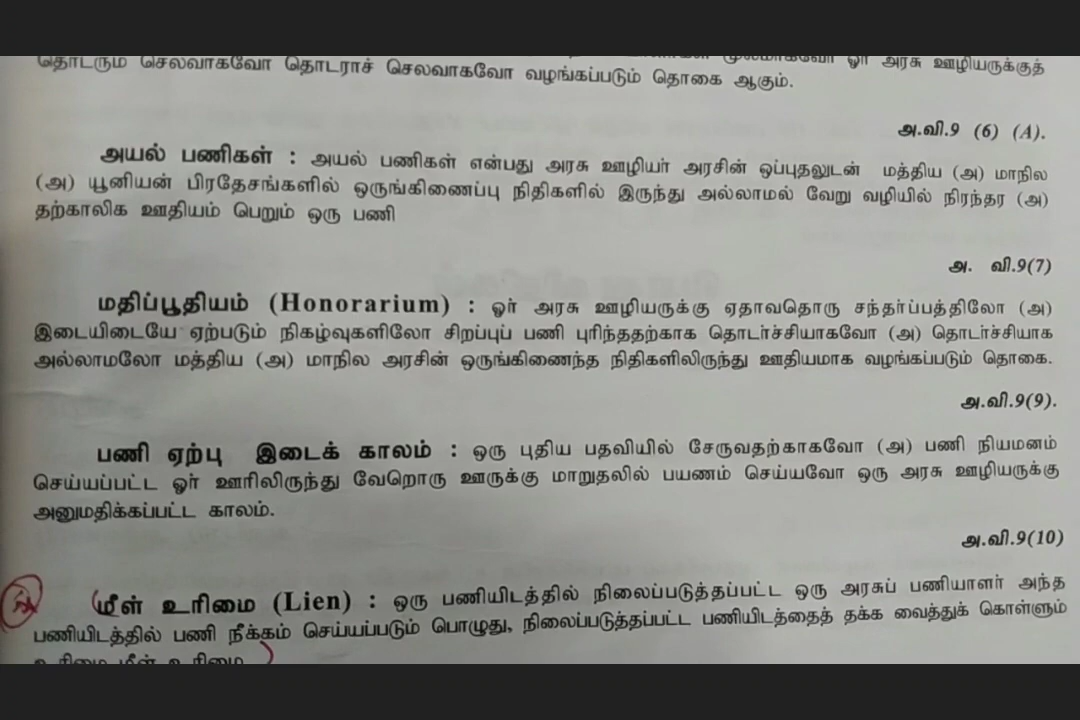 தொடரும் செலவாகவோ தொடராச் செலவாகவோ வழங்கப்படும் தொகை ஆகும். ஓர் அரசு ஊழியருக்குத்
அ.வி.9 (6) (A).
அயல் பணிகள் : அயல் பணிகள் என்பது அரசு ஊழியர் அரசின் ஒப்புதலுடன் மத்திய (அ) மாநில
(அ) யூனியன் பிரதேசங்களில் ஒருங்கிணைப்பு நிதிகளில் இருந்து அல்லாமல் வேறு வழியில் நிரந்தர (அ)
தற்காலிக ஊதியம் பெறும் ஒரு பணி
அ. வி.9(7)
மதிப்பூதியம் (Honorarium) : ஓர் அரசு ஊழியருக்கு ஏதாவதொரு சந்தர்ப்பத்திலோ (அ)
இடையிடையே ஏற்படும் நிகழ்வுகளிலோ சிறப்புப் பணி புரிந்ததற்காக தொடர்ச்சியாகவோ (அ) தொடர்ச்சியாக
அல்லாமலோ மத்திய (அ) மாநில அரசின் ஒருங்கிணைந்த நிதிகளிலிருந்து ஊதியமாக வழங்கப்படும் தொகை.
அ.வி.9(9).
பணி ஏற்பு இடைக் காலம் : ஒரு புதிய பதவியில் சேருவதற்காகவோ (அ) பணி நியமனம்
செய்யப்பட்ட ஓர் ஊரிலிருந்து வேறொரு ஊருக்கு மாறுதலில் பயணம் செய்யவோ ஒரு அரசு ஊழியருக்கு
அனுமதிக்கப்பட்ட காலம்.
அ.வி.9(10)
மீள் உரிமை (Lien) : ஒரு பணியிடத்தில் நிலைப்படுத்தப்பட்ட ஒரு அரசுப் பணியாளர் அந்த
பணியிடத்தில் பணி நீக்கம் செய்யப்படும் பொழுது, நிலைப்படுத்தப்பட்ட பணியிடத்தைத் தக்க வைத்துக் கொள்ளும்
உரிமை மீள் உரிமை